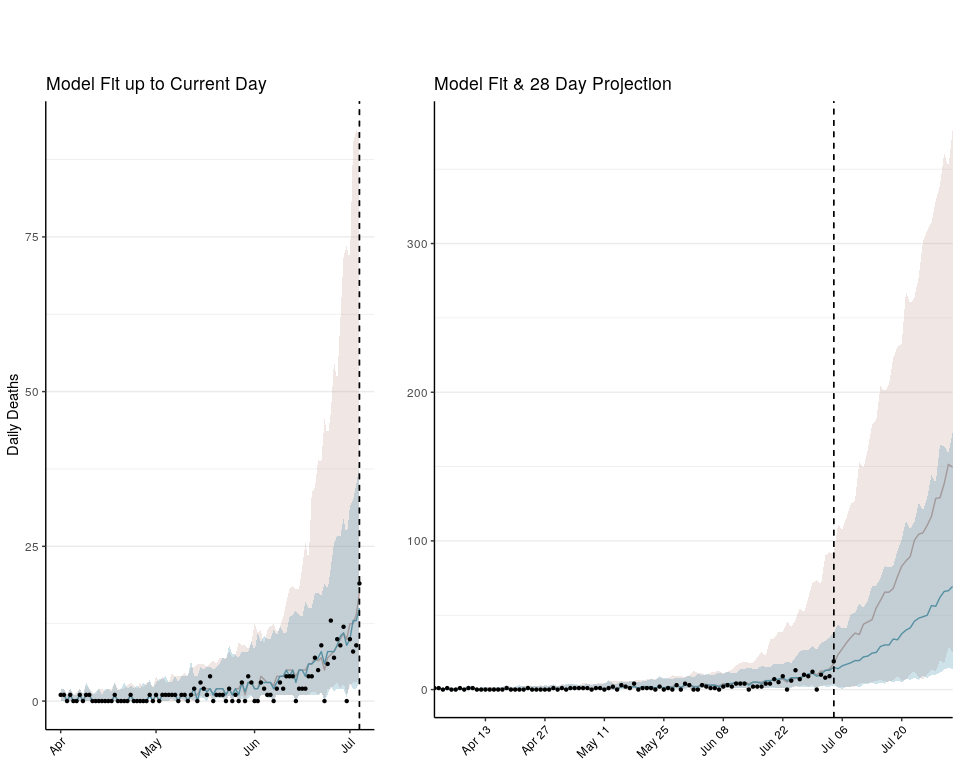 Model Fit up to Current Day
Model Fit & 28 Day Projection
Daily Deaths
75
50
25
0
Apr
May
Jun
Jul
300
200
100
0
Apr 13
Apr 27
May 11
May 25
Jun 08
Jun 22
Jul 06
Jul 20